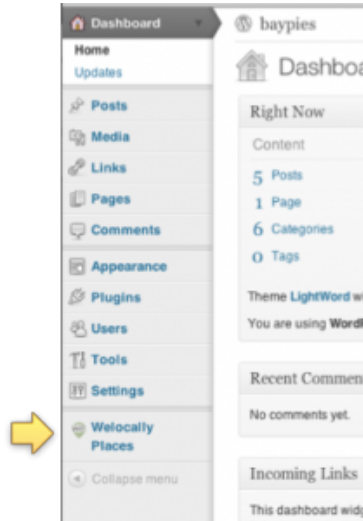 Dashboard
Home
Updates
Posts
Media
Links
Pages
Comments
Appearance
Plugins
Users
Tools
Settings
Welocally
Places
Collapse menu
baypies
Dashboa
Right Now
Content
5 Posts
1 Page
6 Categories
0 Tags
Theme LightWord wi
You are using WordP
Recent Commen
No comments yet.
Incoming Links
This dashboard widg